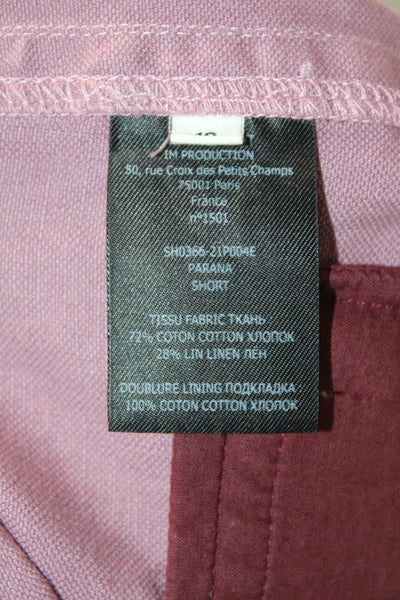 IM PRODUCTION
50, rue Croix des Petits Champs
75001 Paris
France
n°1501
SH0366-21P004E
PARANA
SHORT
TISSU FABRIC ТКАНЬ
72% COTON COTTON ХЛОПОК
28% LIN LINEN ЛЕН
DOUBLURE LINING ПОДКЛАДКА :
100% COTON COTTON ХЛОПОК